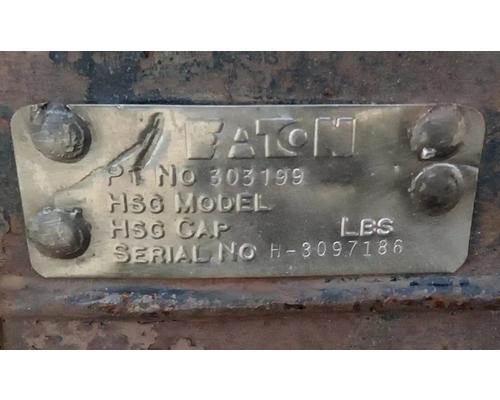 EATON
PT NO 303199
HSG MODEL
HSG CAP LBS
SERIAL NO H-3097186